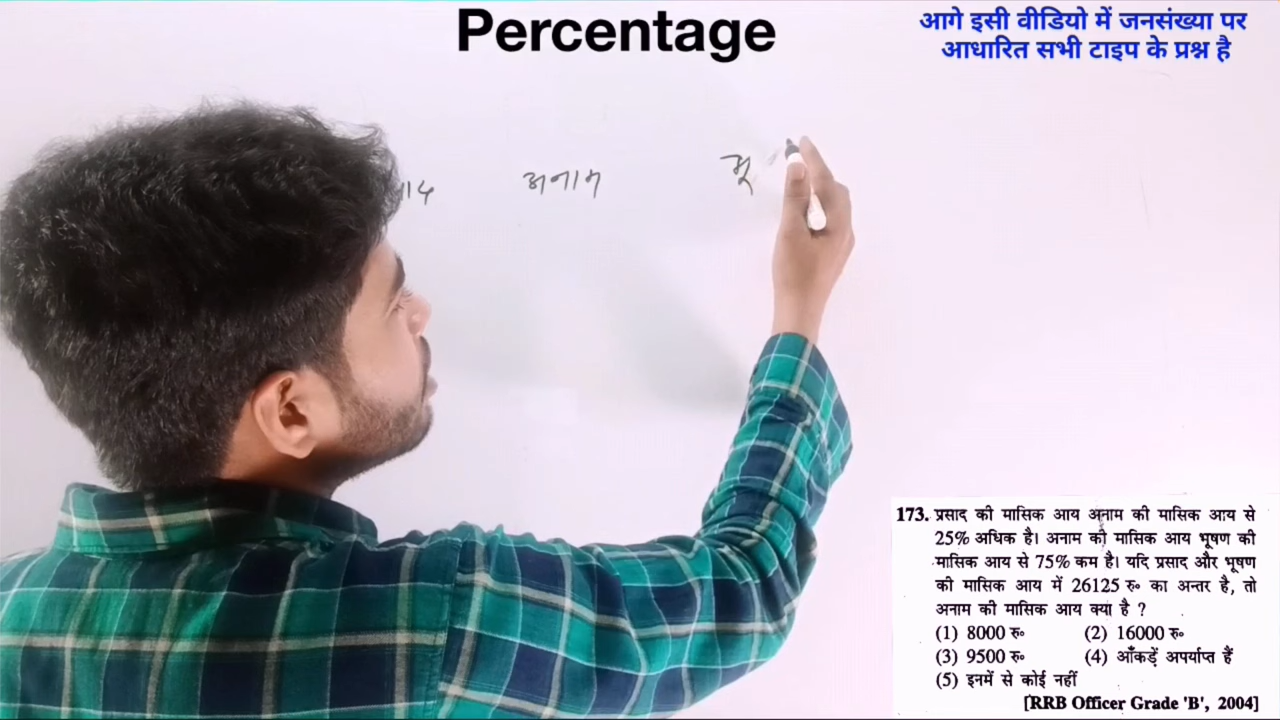 Percentage
आगे इसी वीडियो में जनसंख्या पर
आधारित सभी टाइप के प्रश्न है
अनाम
भू
173. प्रसाद की मासिक आय अनाम की मासिक आय से
25% अधिक है। अनाम की मासिक आय भूषण की
मासिक आय से 75% कम है। यदि प्रसाद और भूषण
की मासिक आय में 26125 रु० का अन्तर है, तो
अनाम की मासिक आय क्या है ?
(1) 8000 रु० (2) 16000 रु०
(3) 9500 रु० (4) आँकड़ें अपर्याप्त हैं
(5) इनमें से कोई नहीं
[RRB Officer Grade 'B', 2004]